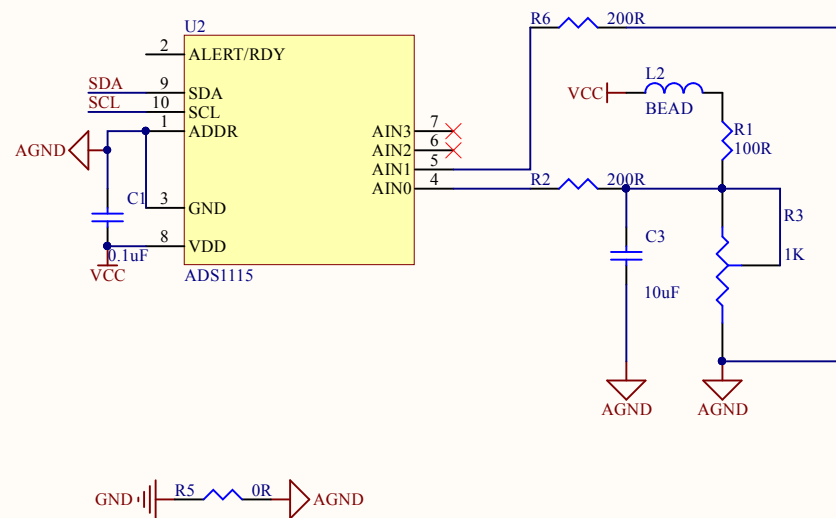 U2
R6 200R
2 ALERT/RDY
L2
SDA 9 SDA
VCC
BEAD
SCL 10 SCL
1 ADDR
AIN3 7
R1
AGND
AIN2 6
100R
AIN1 5
R2 200R
AIN0 4
C1
3 GND
R3
C3
8 VDD
1K
0.1uF
VCC
ADS1115
10uF
AGND
AGND
GND R5 0R AGND